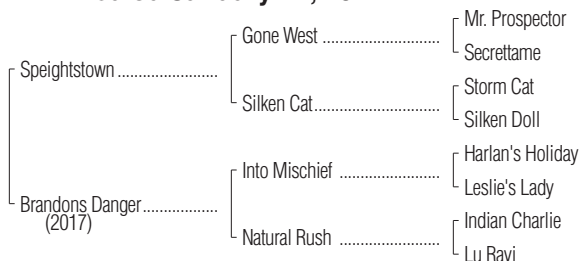 Gone West
Mr. Prospector
Secrettame
Speightstown
Silken Cat
Storm Cat
Silken Doll
Into Mischief
Harlan's Holiday
Leslie's Lady
Brandons Danger
(2017)
Natural Rush
Indian Charlie
Lu Ravi